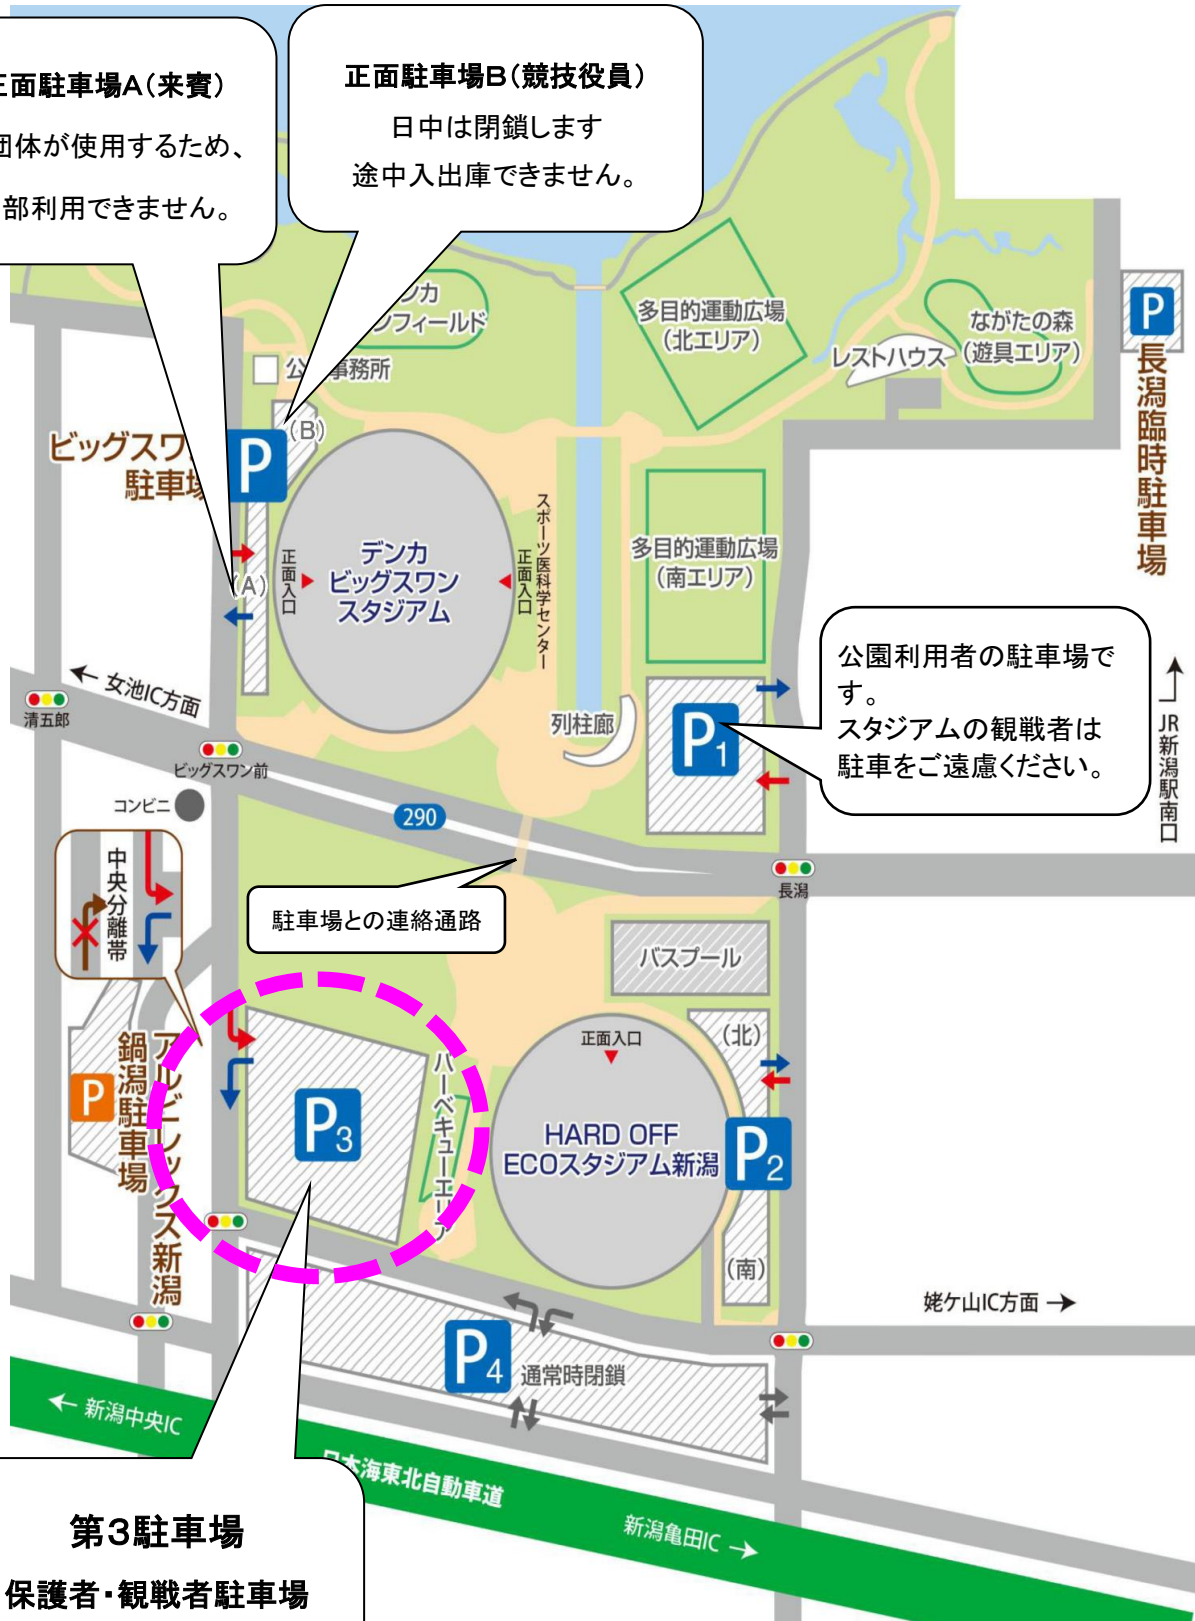 正面駐車場A(来賓)
団体が使用するため、
部利用できません。
正面駐車場B(競技役員)
日中は閉鎖します
途中入出庫できません。
ンカ
ンフィールド
公
事務所
多目的運動広場
(北エリア)
レストハウス
ながたの森
(遊具エリア)
P
長潟臨時駐車場
ビッグスワ
駐車場
P
(B)
(A)
正面入口
デンカ
ビッグスワン
スタジアム
正面入口
スポーツ医科学センター
多目的運動広場
(南エリア)
公園利用者の駐車場で
す。
スタジアムの観戦者は
駐車をご遠慮ください。
← 女池IC方面
清五郎
ビッグスワン前
コンビニ
列柱廊
P1
JR新潟駅南口
290
長潟
中央分離帯
駐車場との連絡通路
バスプール
P
アルビレックス新潟
鍋潟駐車場
P3
バーベキューエリア
正面入口
HARD OFF
ECOスタジアム新潟
(北)
P2
(南)
姥ケ山IC方面 →
P4
通常時閉鎖
← 新潟中央IC
日本海東北自動車道
新潟亀田IC →
第3駐車場
保護者・観戦者駐車場